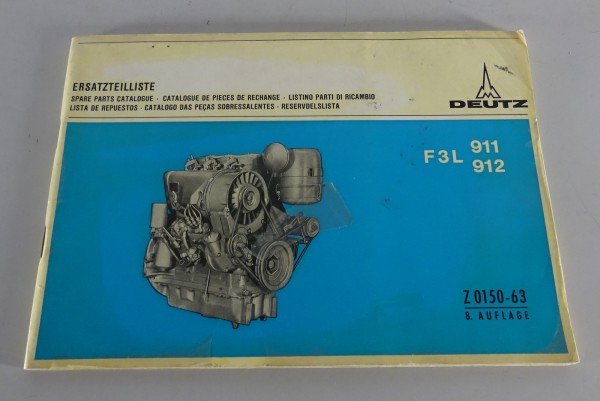 ERSATZTEILLISTE
SPARE PARTS CATALOGUE - CATALOGUE DE PIECES DE RECHANGE - LISTINO PARTI DI RICAMBIO
LISTA DE REPUESTOS - CATALOGO DAS PEÇAS SOBRESSALENTES - RESERVDELSLISTA
DEUTZ
F3L 911
912
Z 0150-63
8. AUFLAGE